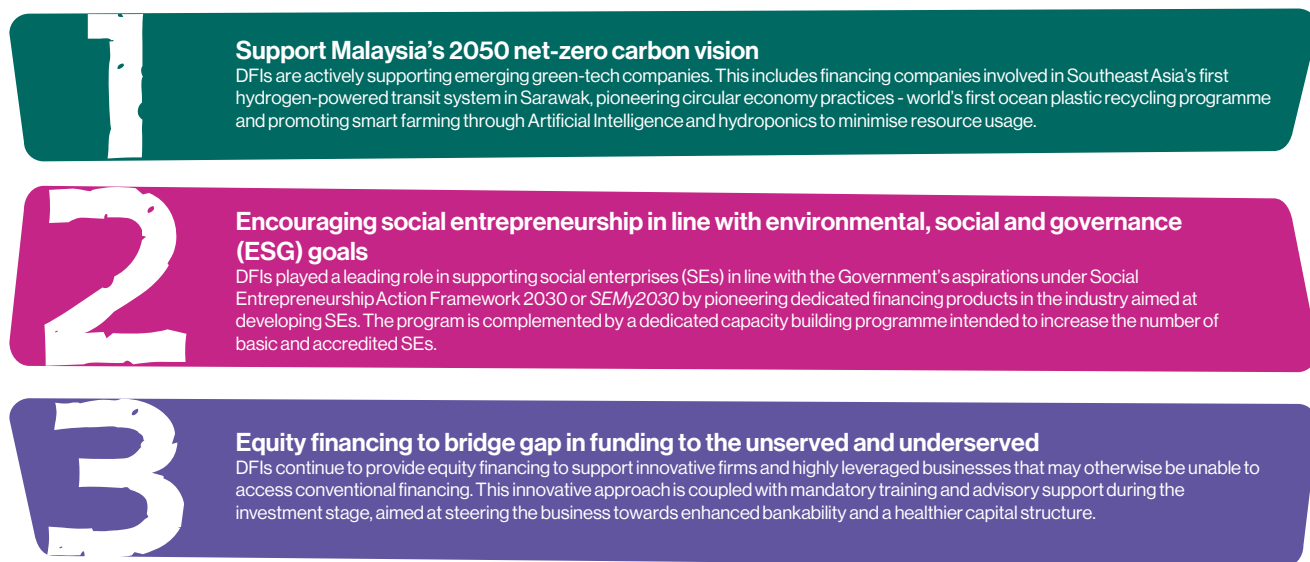 1
Support Malaysia's 2050 net-zero carbon vision
DFIs are actively supporting emerging green-tech companies. This includes financing companies involved in Southeast Asia's first
hydrogen-powered transit system in Sarawak, pioneering circular economy practices - world's first ocean plastic recycling programme
and promoting smart farming through Artificial Intelligence and hydroponics to minimise resource usage.
2
Encouraging social entrepreneurship in line with environmental, social and governance
(ESG) goals
DFIs played a leading role in supporting social enterprises (SEs) in line with the Government's aspirations under Social
Entrepreneurship Action Framework 2030 or SEMy2030 by pioneering dedicated financing products in the industry aimed at
developing SEs. The program is complemented by a dedicated capacity building programme intended to increase the number of
basic and accredited SEs.
3
Equity financing to bridge gap in funding to the unserved and underserved
DFIs continue to provide equity financing to support innovative firms and highly leveraged businesses that may otherwise be unable to
access conventional financing. This innovative approach is coupled with mandatory training and advisory support during the
investment stage, aimed at steering the business towards enhanced bankability and a healthier capital structure.